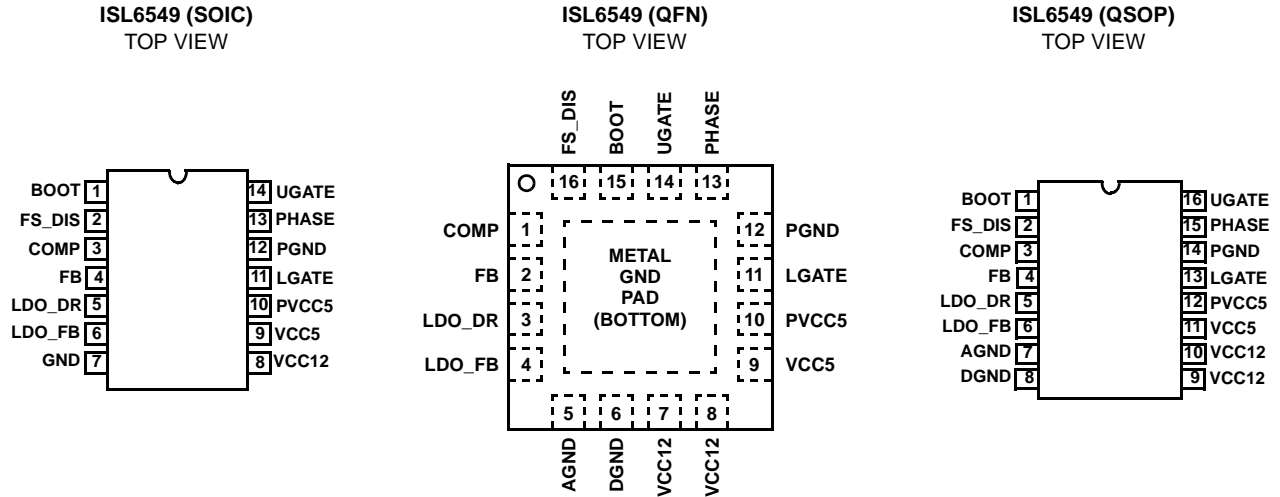 ISL6549 (SOIC)
TOP VIEW
BOOT 1
FS_DIS 2
COMP 3
FB 4
LDO_DR 5
LDO_FB 6
GND 7
14 UGATE
13 PHASE
12 PGND
11 LGATE
10 PVCC5
9 VCC5
8 VCC12
ISL6549 (QFN)
TOP VIEW
FS_DIS
BOOT
UGATE
PHASE
16 15 14 13
COMP 1
FB 2
LDO_DR 3
LDO_FB 4
METAL
GND
PAD
(BOTTOM)
12 PGND
11 LGATE
10 PVCC5
9 VCC5
5 6 7 8
AGND
DGND
VCC12
VCC12
ISL6549 (QSOP)
TOP VIEW
BOOT 1
FS_DIS 2
COMP 3
FB 4
LDO_DR 5
LDO_FB 6
AGND 7
DGND 8
16 UGATE
15 PHASE
14 PGND
13 LGATE
12 PVCC5
11 VCC5
10 VCC12
9 VCC12